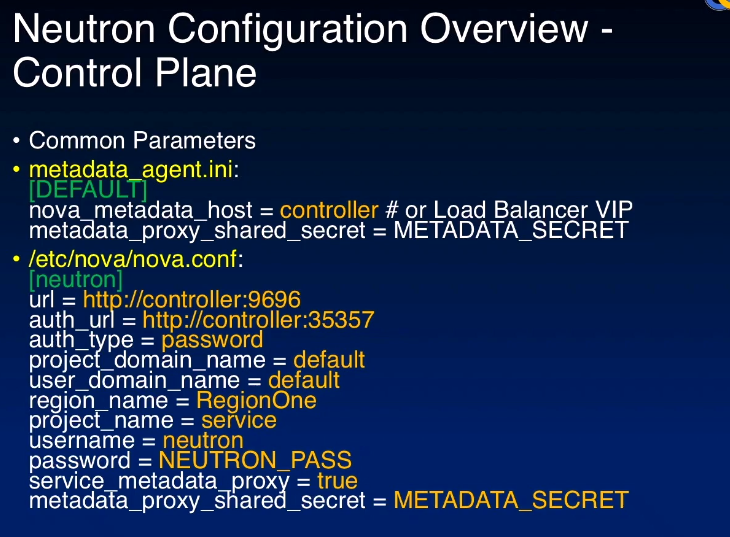 Neutron Configuration Overview -
Control Plane
• Common Parameters
• metadata_agent.ini:
[DEFAULT]
nova_metadata_host = controller # or Load Balancer VIP
metadata_proxy_shared_secret = METADATA_SECRET
• /etc/nova/nova.conf:
[neutron]
url = http://controller:9696
auth_url = http://controller:35357
auth_type = password
project_domain_name = default
user_domain_name = default
region_name = RegionOne
project_name = service
username = neutron
password = NEUTRON_PASS
service_metadata_proxy = true
metadata_proxy_shared_secret = METADATA_SECRET